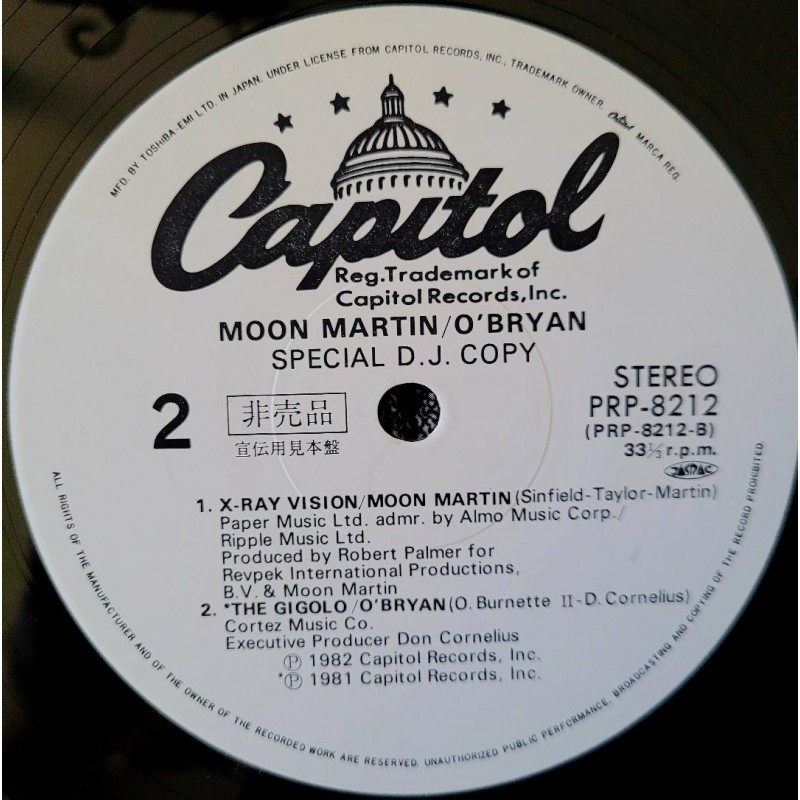 MFD. BY TOSHIBA-EMI LTD. IN JAPAN. UNDER LICENSE FROM CAPITOL RECORDS, INC., TRADEMARK OWNER. Capitol MARCA REG.
Capitol
Reg.Trademark of
Capitol Records,Inc.
MOON MARTIN/O'BRYAN
SPECIAL D.J. COPY
2
非売品
宣伝用見本盤
STEREO
PRP-8212
(PRP-8212-B)
33⅓ r.p.m.
JASRAC
1. X-RAY VISION/MOON MARTIN (Sinfield-Taylor-Martin)
Paper Music Ltd. admr. by Almo Music Corp./
Ripple Music Ltd.
Produced by Robert Palmer for
Revpek International Productions,
B.V. & Moon Martin
2. *THE GIGOLO/O'BRYAN (O. Burnette II-D. Cornelius)
Cortez Music Co.
Executive Producer Don Cornelius
Ⓟ 1982 Capitol Records, Inc.
*Ⓟ 1981 Capitol Records, Inc.
ALL RIGHTS OF THE MANUFACTURER AND OF THE OWNER OF THE RECORDED WORK ARE RESERVED. UNAUTHORIZED PUBLIC PERFORMANCE, BROADCASTING AND COPYING OF THE RECORD PROHIBITED.